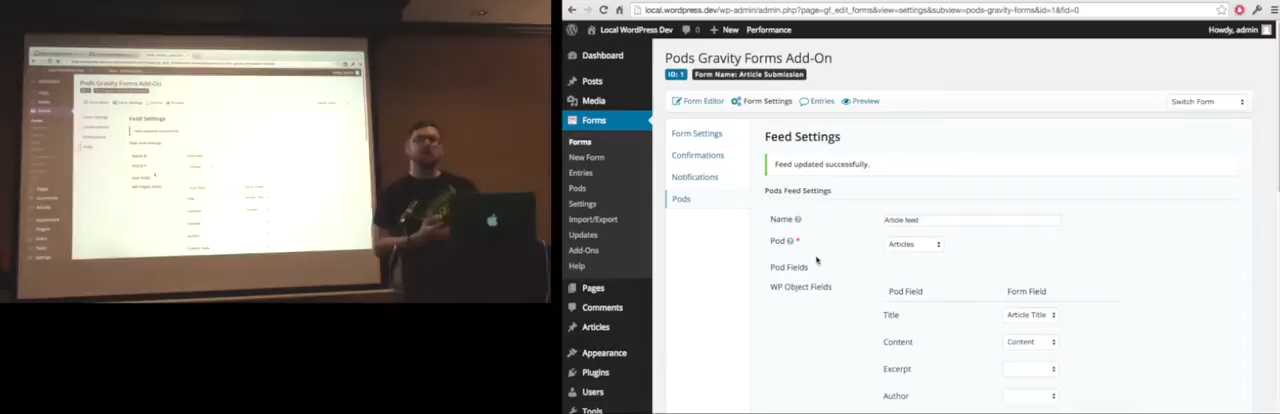 Pods Gravity Forms Add-On
Feed Settings
local.wordpress.dev/wp-admin/admin.php?page=gf_edit_forms&view=settings&subview=pods-gravity-forms&id=1&fid=0
Local WordPress Dev 0 New Performance Howdy, admin
Dashboard
Posts
Media
Forms
Forms
New Form
Entries
Pods
Settings
Import/Export
Updates
Add-Ons
Help
Pages
Comments
Articles
Appearance
Plugins
Users
Tools
Pods Gravity Forms Add-On
ID: 1 Form Name: Article Submission
Form Editor Form Settings Entries Preview Switch Form
Form Settings
Confirmations
Notifications
Pods
Feed Settings
Feed updated successfully.
Pods Feed Settings
Name Article feed
Pod * Articles
Pod Fields
WP Object Fields
Pod Field Form Field
Title Article Title
Content Content
Excerpt
Author